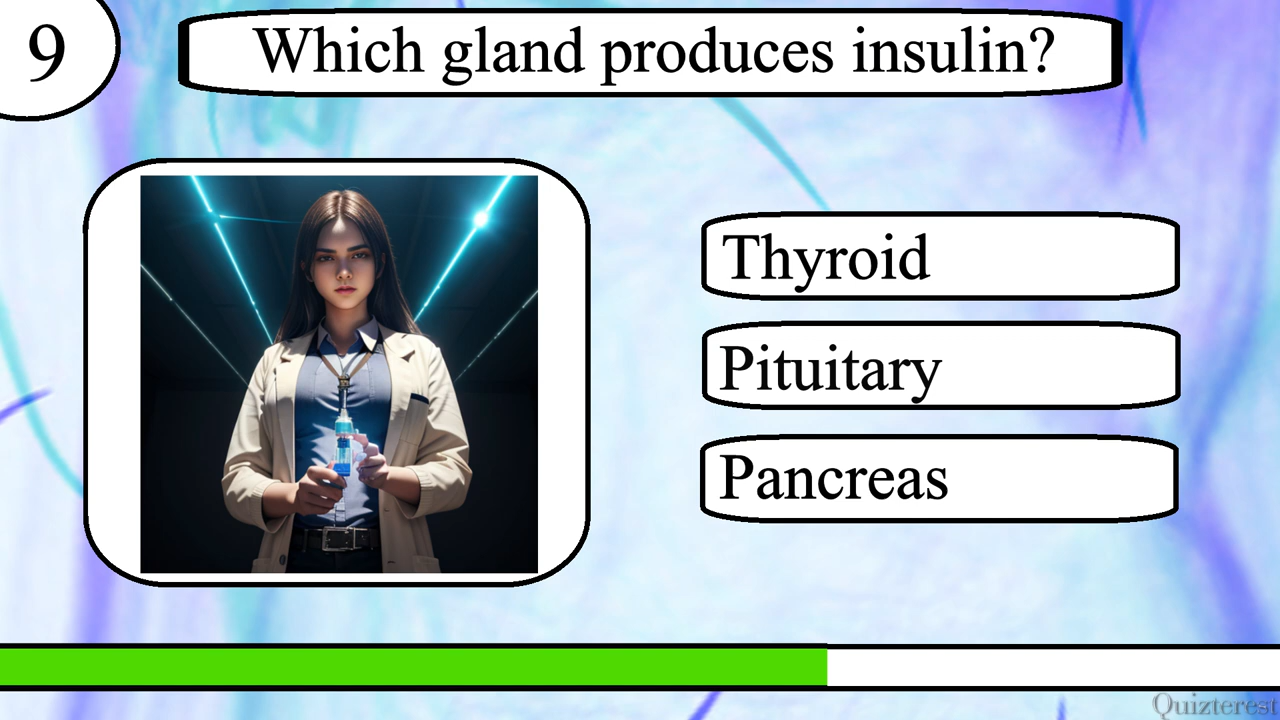 9
Which gland produces insulin?
Thyroid
Pituitary
Pancreas
Quizterest